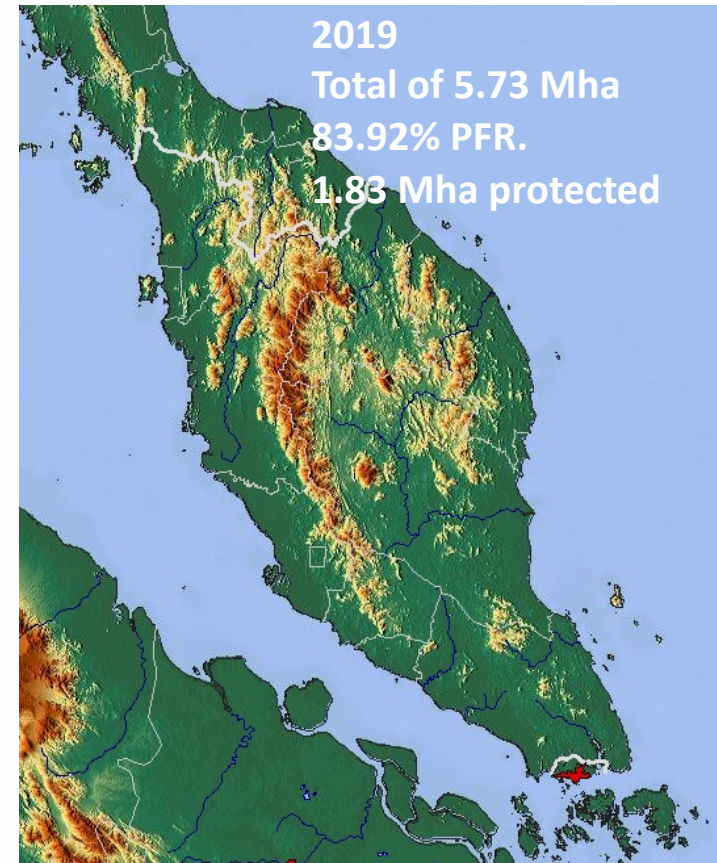 2019
Total of 5.73 Mha
83.92% PFR.
1.83 Mha protected